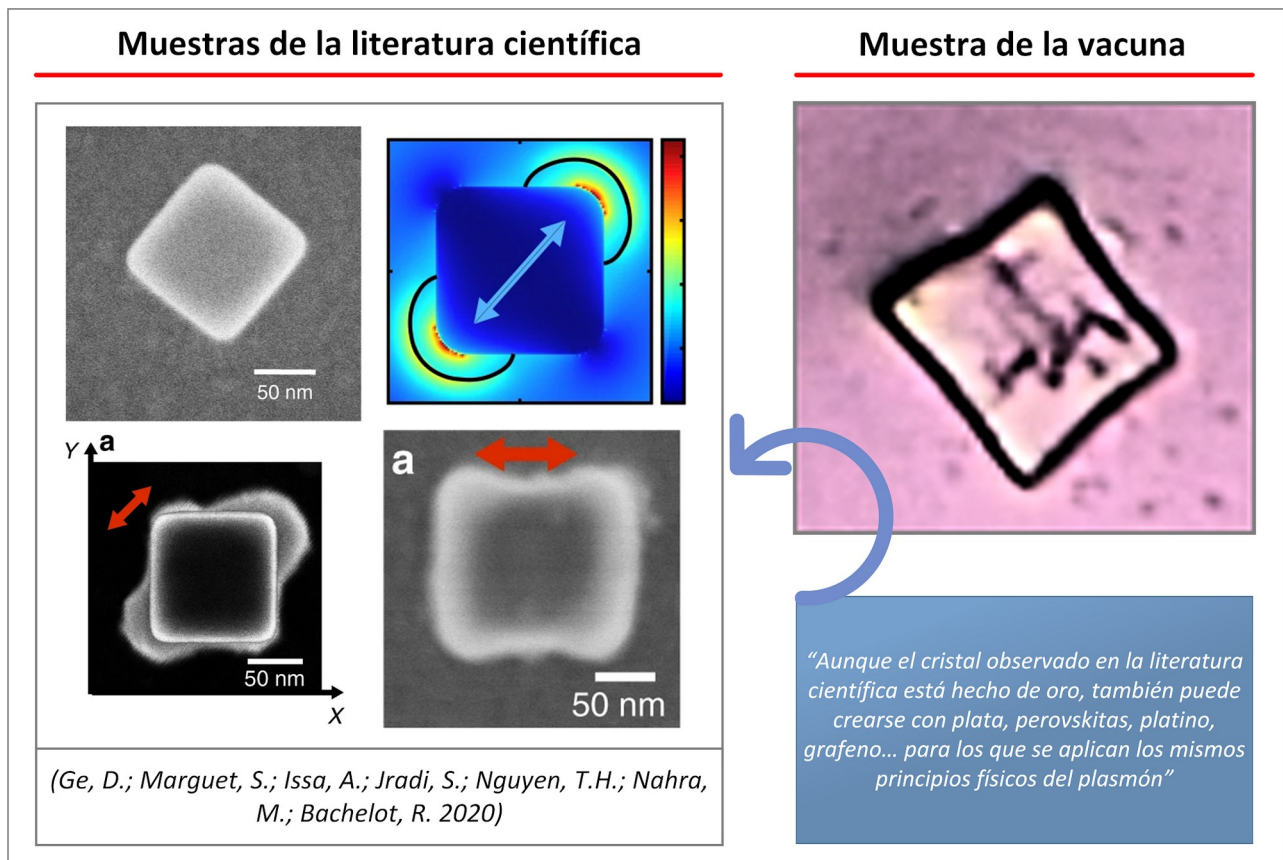 Muestras de la literatura científica
Muestra de la vacuna
50 nm
Y
a
50 nm
X
a
50 nm
(Ge, D.; Marguet, S.; Issa, A.; Jradi, S.; Nguyen, T.H.; Nahra,
M.; Bachelot, R. 2020)
“Aunque el cristal observado en la literatura
científica está hecho de oro, también puede
crearse con plata, perovskitas, platino,
grafeno... para los que se aplican los mismos
principios físicos del plasmón”